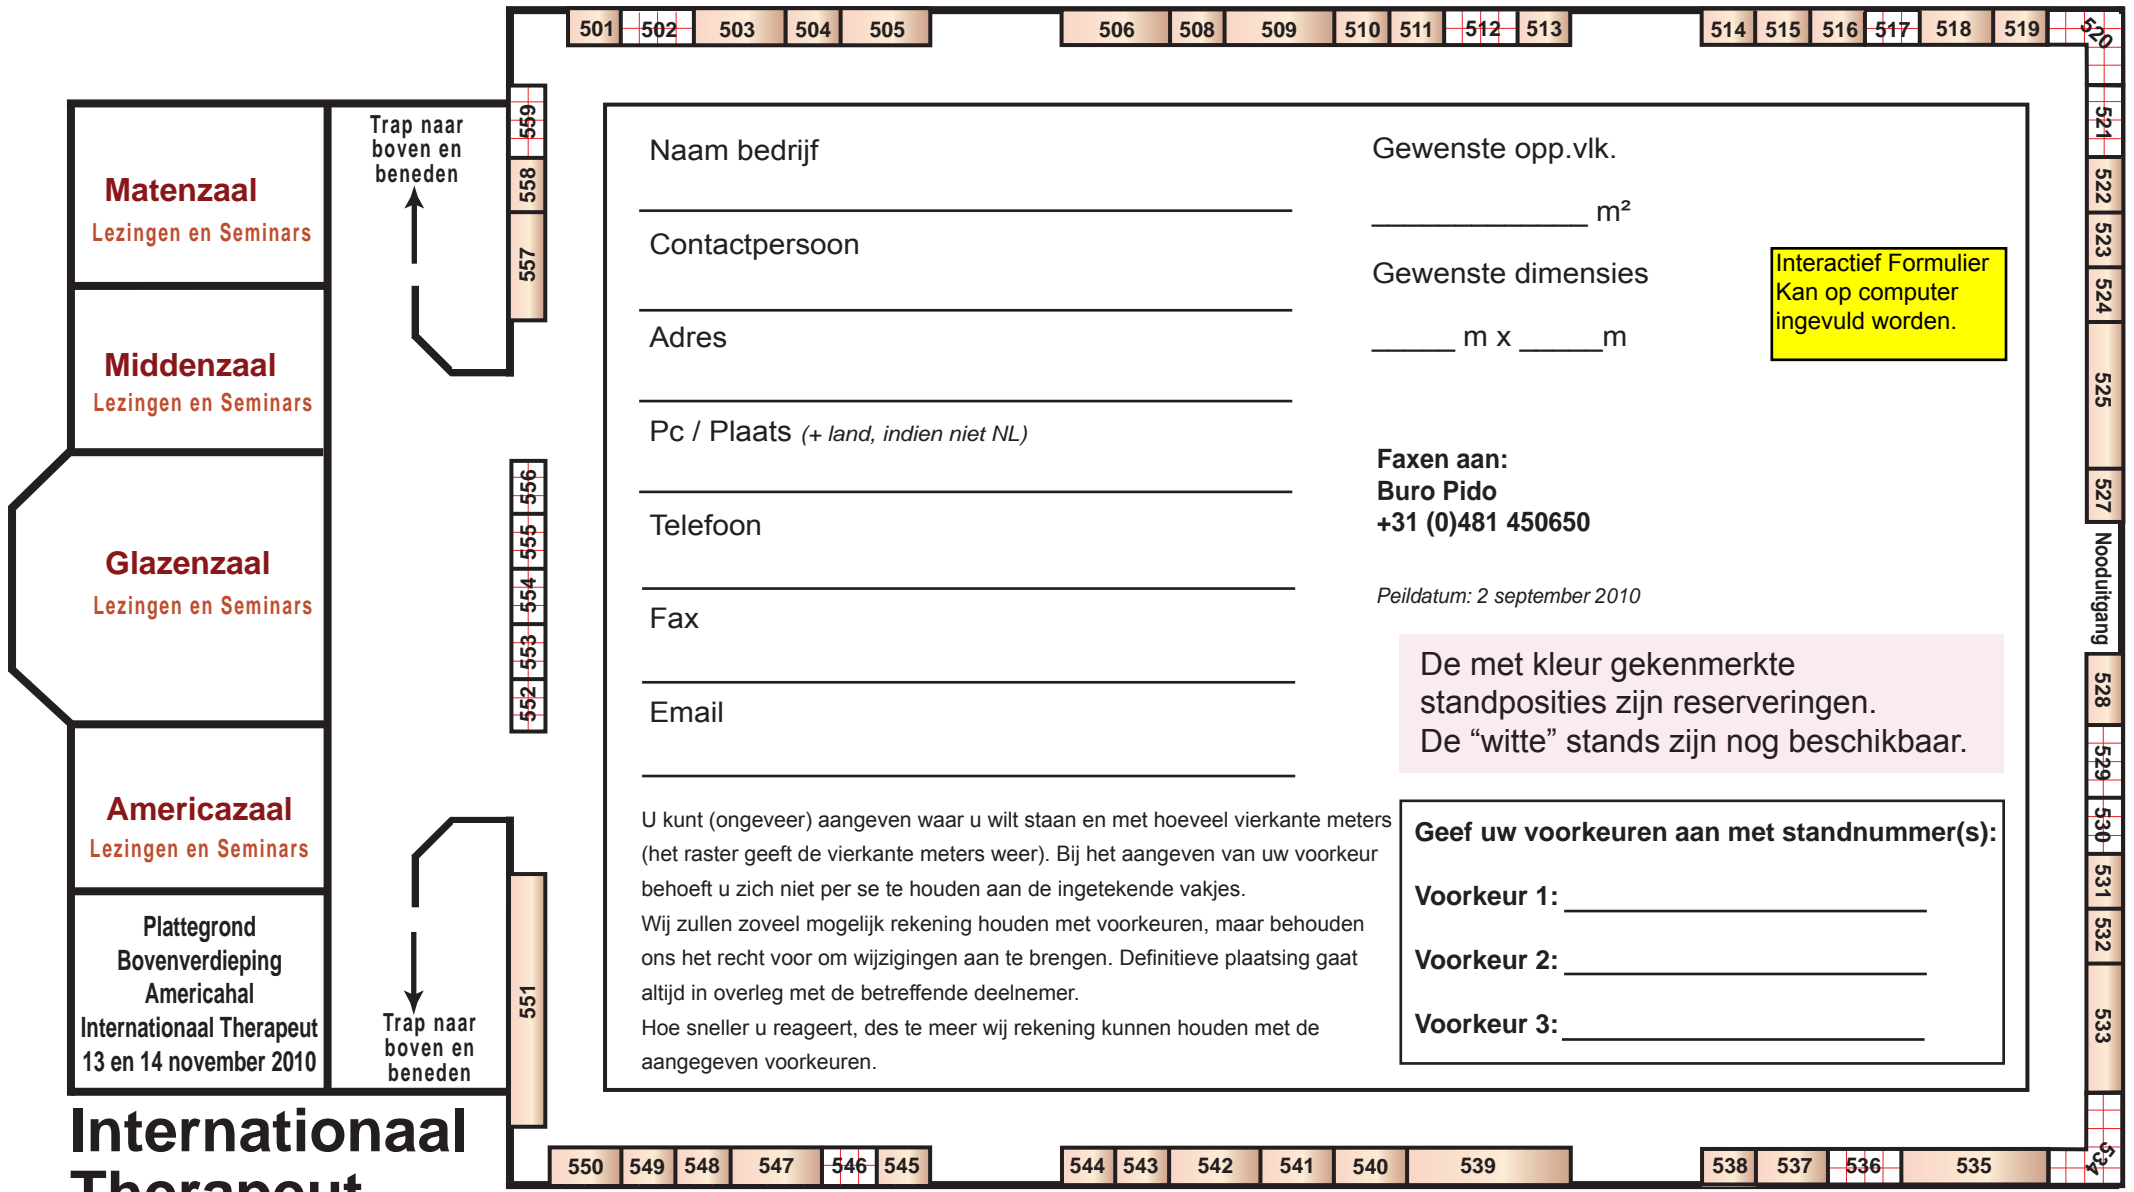 501 502 503 504 505 506 508 509 510 511 512 513 514 515 516 517 518 519 520
559
558
557
556
555
554
553
552
551
521
522
523
524
525
527
Nooduitgang
528
529
530
531
532
533
534
Matenzaal
Lezingen en Seminars
Middenzaal
Lezingen en Seminars
Glazenzaal
Lezingen en Seminars
Americazaal
Lezingen en Seminars
Plattegrond
Bovenverdieping
Americahal
Internationaal Therapeut
13 en 14 november 2010
Trap naar
boven en
beneden
Trap naar
boven en
beneden
Naam bedrijf
Contactpersoon
Adres
Pc / Plaats (+ land, indien niet NL)
Telefoon
Fax
Email
Gewenste opp.vlk.
_____________ m²
Gewenste dimensies
_____ m x _____m
Interactief Formulier
Kan op computer
ingevuld worden.
Faxen aan:
Buro Pido
+31 (0)481 450650
Peildatum: 2 september 2010
De met kleur gekenmerkte
standposities zijn reserveringen.
De “witte” stands zijn nog beschikbaar.
U kunt (ongeveer) aangeven waar u wilt staan en met hoeveel vierkante meters
(het raster geeft de vierkante meters weer). Bij het aangeven van uw voorkeur
behoeft u zich niet per se te houden aan de ingetekende vakjes.
Wij zullen zoveel mogelijk rekening houden met voorkeuren, maar behouden
ons het recht voor om wijzigingen aan te brengen. Definitieve plaatsing gaat
altijd in overleg met de betreffende deelnemer.
Hoe sneller u reageert, des te meer wij rekening kunnen houden met de
aangegeven voorkeuren.
Geef uw voorkeuren aan met standnummer(s):
Voorkeur 1:
Voorkeur 2:
Voorkeur 3:
550 549 548 547 546 545 544 543 542 541 540 539 538 537 536 535
Internationaal
Therapeut